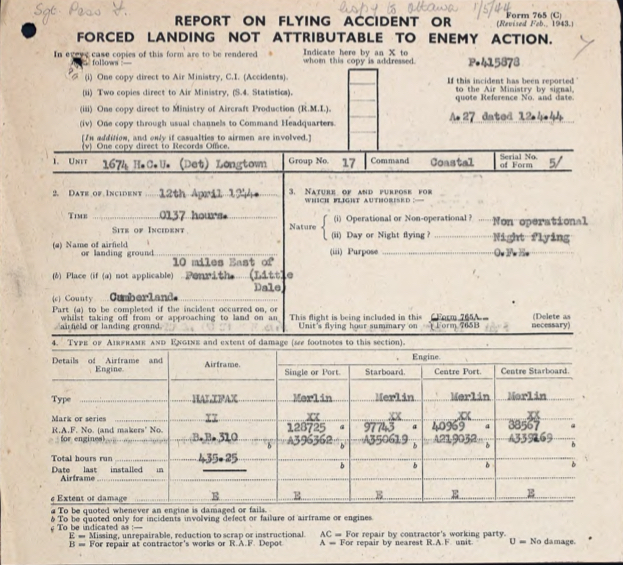 Sgt. Pass F. copy to Ottawa 1/5/44
Form 765 (C)
(Revised Feb., 1943.)
REPORT ON FLYING ACCIDENT OR
FORCED LANDING NOT ATTRIBUTABLE TO ENEMY ACTION.
In every case copies of this form are to be rendered
as follows:—
(i) One copy direct to Air Ministry, C.I. (Accidents).
(ii) Two copies direct to Air Ministry, (S.4. Statistics).
(iii) One copy direct to Ministry of Aircraft Production (R.M.I.).
(iv) One copy through usual channels to Command Headquarters.
[In addition, and only if casualties to airmen are involved.]
(v) One copy direct to Records Office.
Indicate here by an X to
whom this copy is addressed.
P.415878
If this incident has been reported
to the Air Ministry by signal,
quote Reference No. and date.
A.27 dated 12.4.44
1. UNIT 1674 H.C.U. (Det) Longtown Group No. 17 Command Coastal Serial No. of Form 5/
2. DATE OF INCIDENT 12th April 1944.
TIME 0137 hours.
SITE OF INCIDENT
(a) Name of airfield
or landing ground
10 miles East of
(b) Place (if (a) not applicable) Penrith. (Little
Dale)
(c) County Cumberland.
Part (a) to be completed if the incident occurred on, or
whilst taking off from or approaching to land on an
airfield or landing ground.
3. NATURE OF AND PURPOSE FOR
WHICH FLIGHT AUTHORISED :—
Nature
(i) Operational or Non-operational ? Non operational
(ii) Day or Night flying ? Night flying
(iii) Purpose O.F.E.
This flight is being included in this Form 765A
Unit's flying hour summary on Form 765B
(Delete as
necessary)
4. TYPE OF AIRFRAME AND ENGINE and extent of damage (see footnotes to this section).
Details of Airframe and
Engine.
Airframe.
Engine.
Single or Port. Starboard. Centre Port. Centre Starboard.
Type HALIFAX Merlin Merlin Merlin Merlin
Mark or series II XX XX XX XX
R.A.F. No. (and makers' No. 128725 a 97743 a 40969 a 38567 a
for engines) B.B.310 b A396362 b A350619 b A219032 b A339169 b
Total hours run 435.25
Date last installed in b b b b
Airframe
c Extent of damage E E E E E
a To be quoted whenever an engine is damaged or fails.
b To be quoted only for incidents involving defect or failure of airframe or engines.
c To be indicated as :—
E = Missing, unrepairable, reduction to scrap or instructional. AC = For repair by contractor's working party.
B = For repair at contractor's works or R.A.F. Depot. A = For repair by nearest R.A.F. unit. U = No damage.